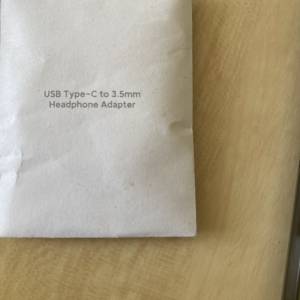 USB Type-C to 3.5mm
Headphone Adapter